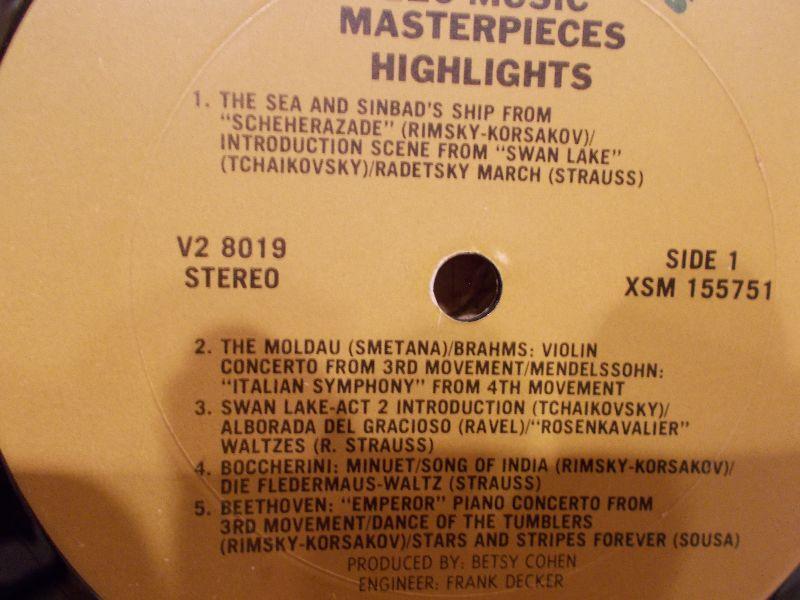 MUSIC
MASTERPIECES
HIGHLIGHTS
1. THE SEA AND SINBAD'S SHIP FROM
"SCHEHERAZADE" (RIMSKY-KORSAKOV)/
INTRODUCTION SCENE FROM "SWAN LAKE"
(TCHAIKOVSKY)/RADETSKY MARCH (STRAUSS)
V2 8019
STEREO
SIDE 1
XSM 155751
2. THE MOLDAU (SMETANA)/BRAHMS: VIOLIN
CONCERTO FROM 3RD MOVEMENT/MENDELSSOHN:
"ITALIAN SYMPHONY" FROM 4TH MOVEMENT
3. SWAN LAKE-ACT 2 INTRODUCTION (TCHAIKOVSKY)/
ALBORADA DEL GRACIOSO (RAVEL)/"ROSENKAVALIER"
WALTZES (R. STRAUSS)
4. BOCCHERINI: MINUET/SONG OF INDIA (RIMSKY-KORSAKOV)/
DIE FLEDERMAUS-WALTZ (STRAUSS)
5. BEETHOVEN: "EMPEROR" PIANO CONCERTO FROM
3RD MOVEMENT/DANCE OF THE TUMBLERS
(RIMSKY-KORSAKOV)/STARS AND STRIPES FOREVER (SOUSA)
PRODUCED BY: BETSY COHEN
ENGINEER: FRANK DECKER